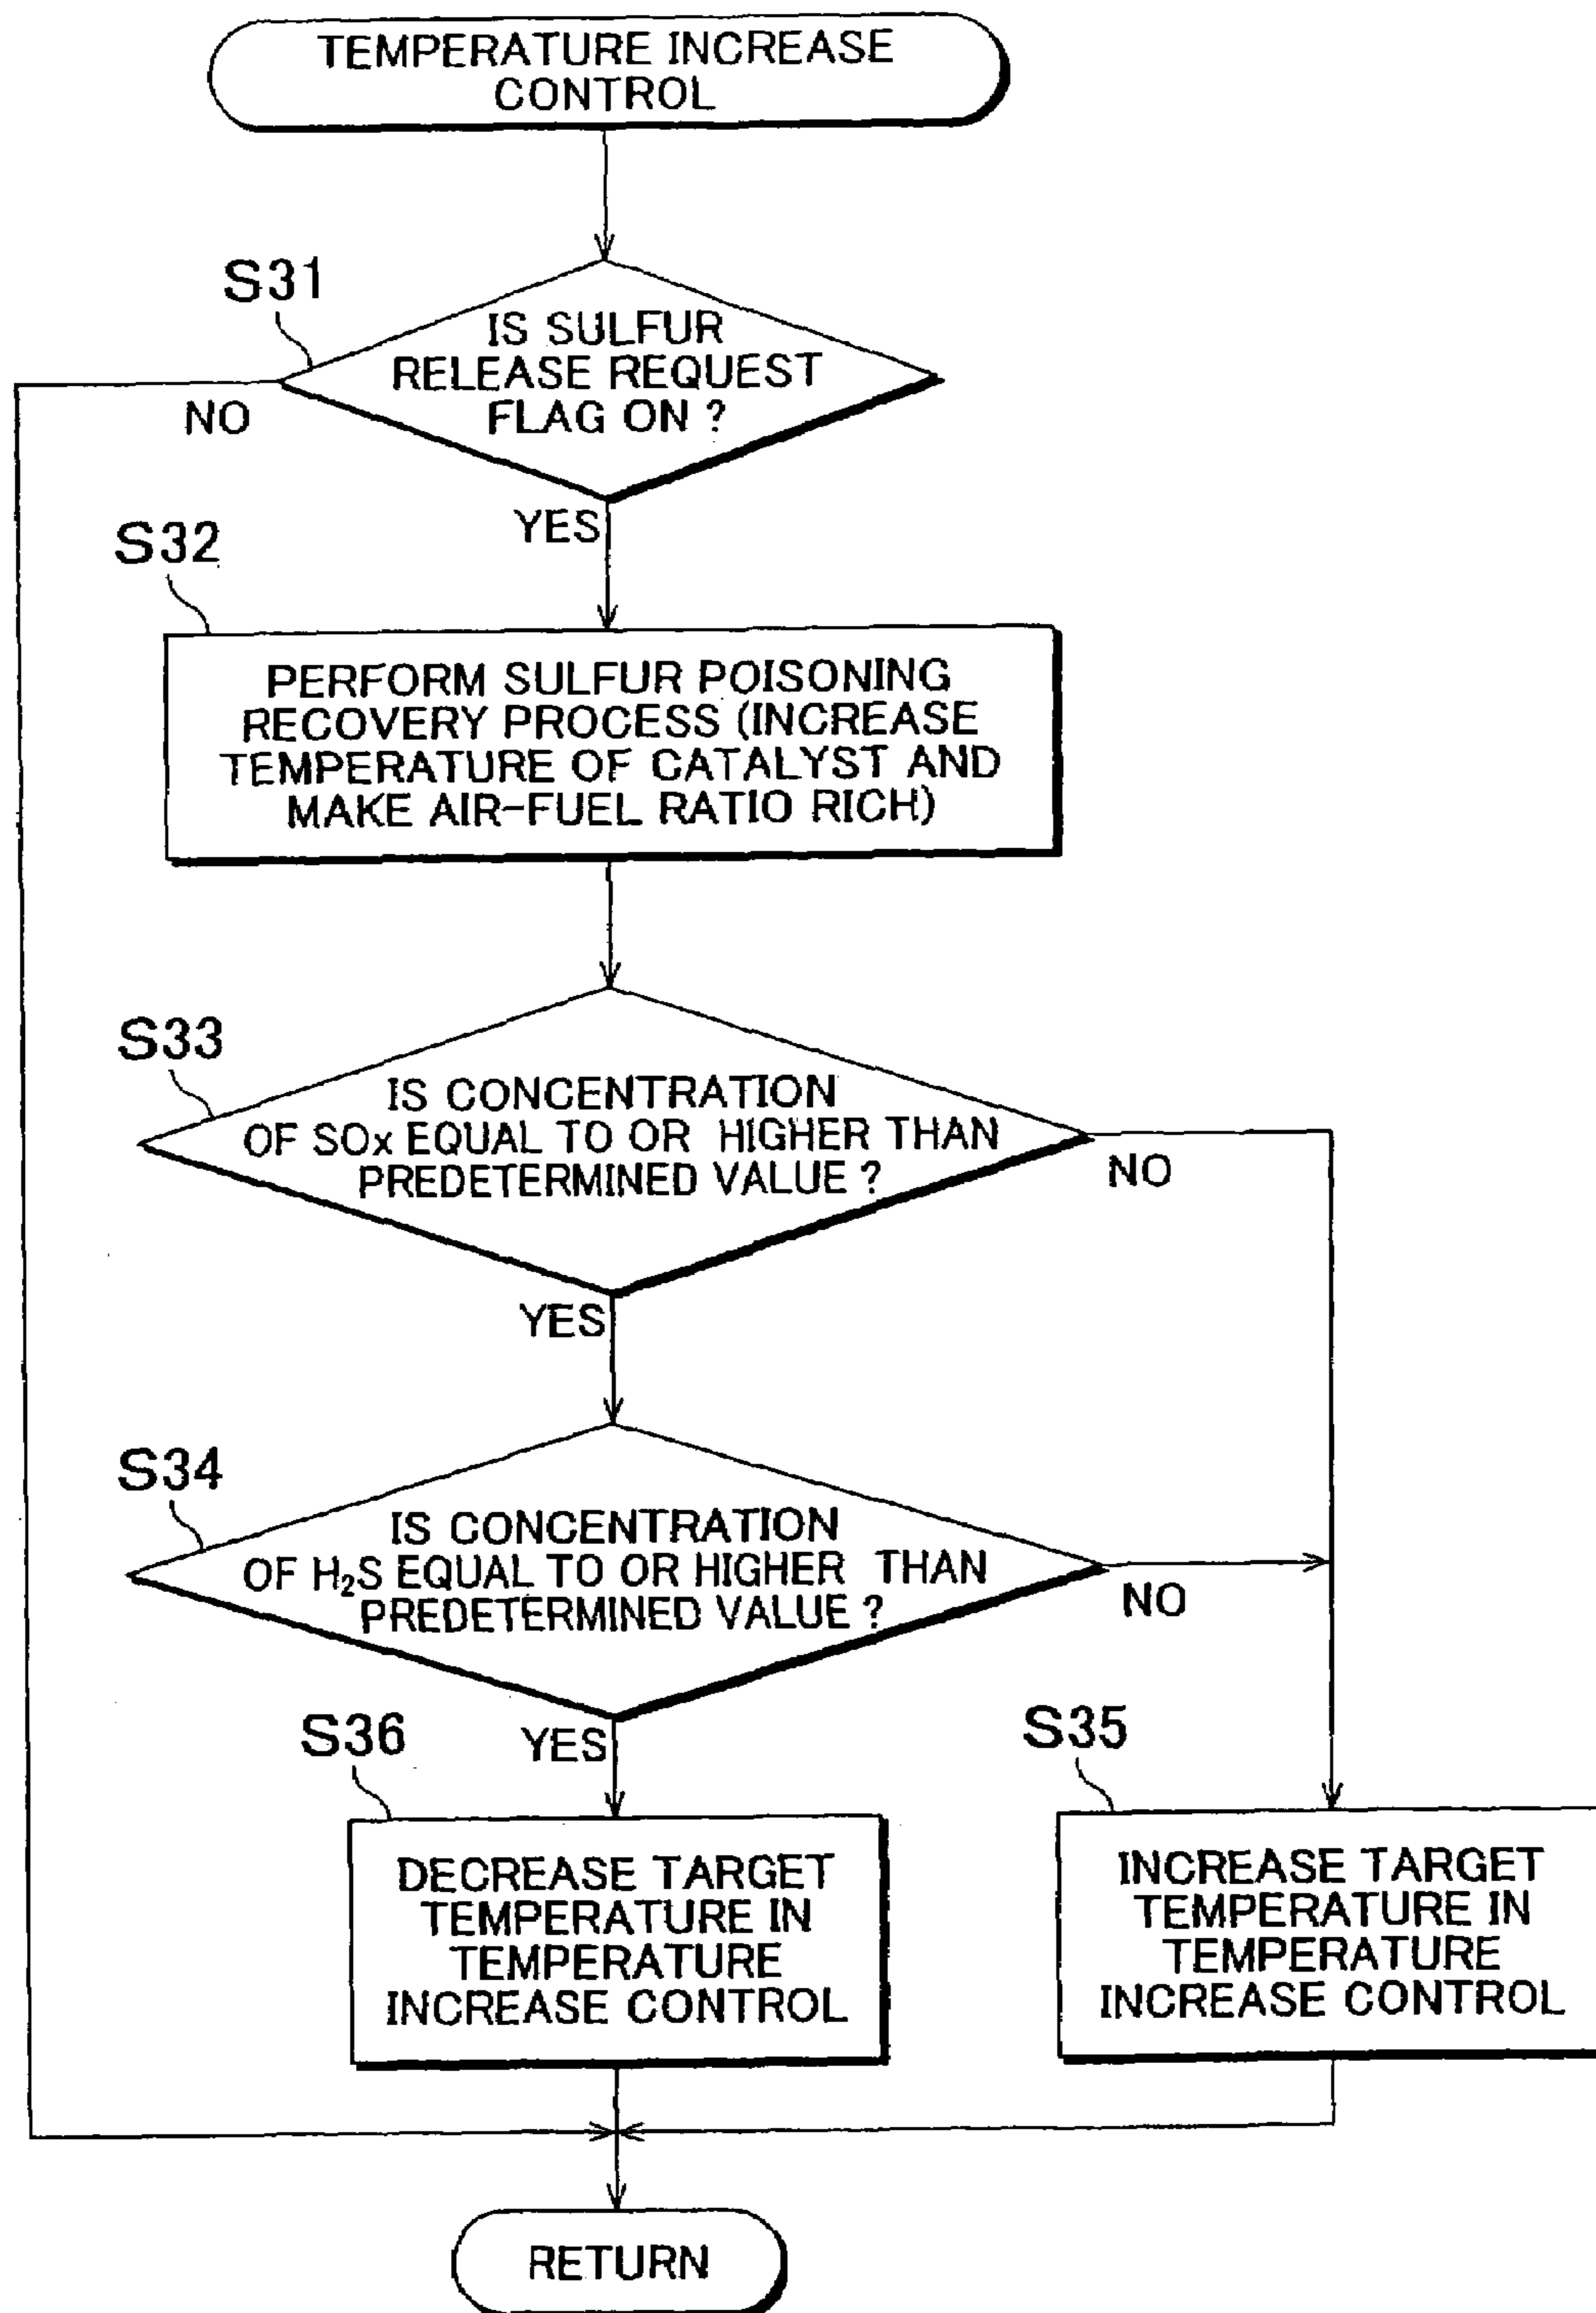 TEMPERATURE INCREASE
CONTROL
S31
IS SULFUR
RELEASE REQUEST
FLAG ON ?
NO
YES
S32
PERFORM SULFUR POISONING
RECOVERY PROCESS (INCREASE
TEMPERATURE OF CATALYST AND
MAKE AIR-FUEL RATIO RICH)
S33
IS CONCENTRATION
OF SOx EQUAL TO OR HIGHER THAN
PREDETERMINED VALUE ?
NO
YES
S34
IS CONCENTRATION
OF H₂S EQUAL TO OR HIGHER THAN
PREDETERMINED VALUE ?
NO
YES
S36
DECREASE TARGET
TEMPERATURE IN
TEMPERATURE
INCREASE CONTROL
S35
INCREASE TARGET
TEMPERATURE IN
TEMPERATURE
INCREASE CONTROL
RETURN